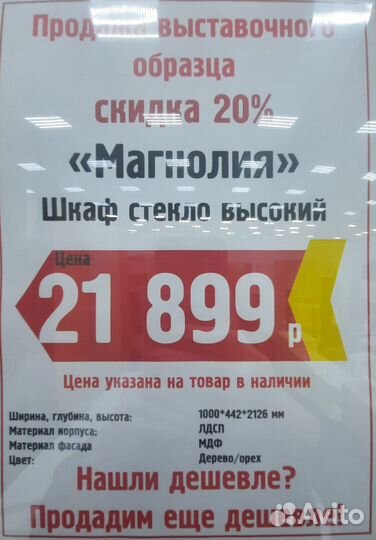 Продажа выставочного
образца
скидка 20%
«Магнолия»
Шкаф стекло высокий
Цена
21 899 р
Цена указана на товар в наличии
Ширина, глубина, высота: 1000*442*2126 мм
Материал корпуса: ЛДСП
Материал фасада МДФ
Цвет: Дерево/орех
Нашли дешевле?
Продадим еще дешевле!
Avito